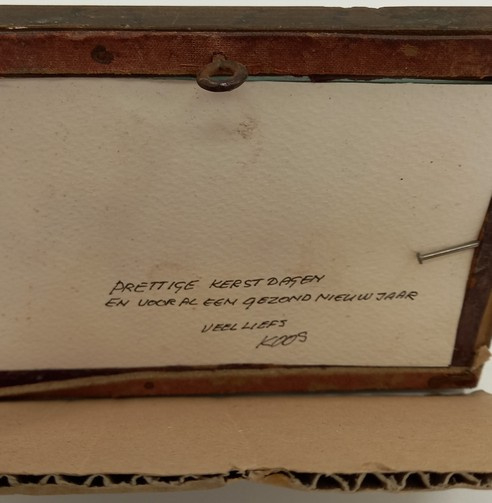 PRETTIGE KERSTDAGEN
EN VOORAL EEN GEZOND NIEUWJAAR
VEEL LIEFS
KOOS